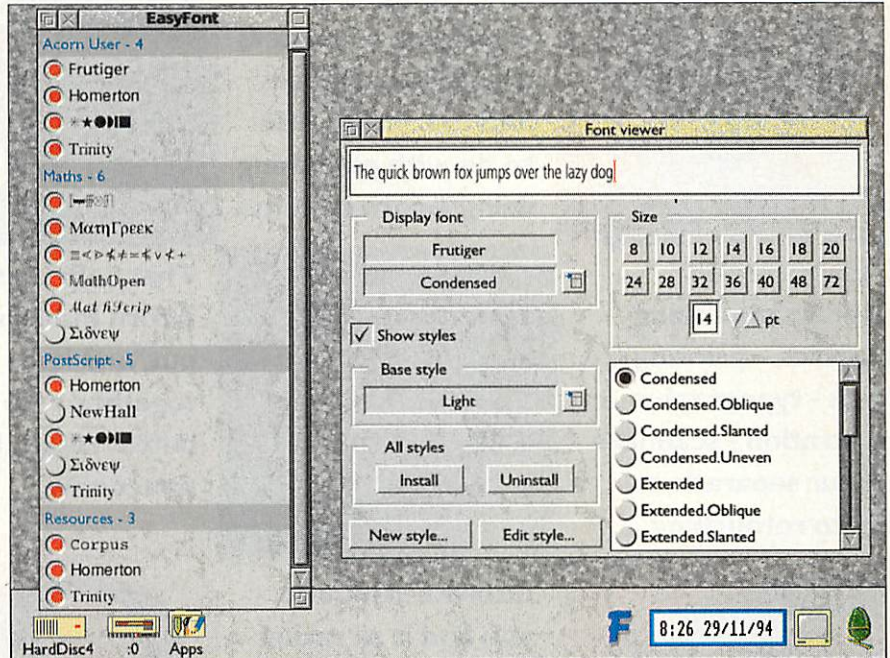 EasyFont
Acorn User - 4
Frutiger
Homerton
✳★●◗❙■
Trinity
Maths - 6
ΜατηΓρεεκ
≡<>≮≠=≮∨≮+
MathOpen
MathScrip
Σιδνεψ
PostScript - 5
Homerton
NewHall
✳★●◗❙■
Σιδνεψ
Trinity
Resources - 3
Corpus
Homerton
Trinity
Font viewer
The quick brown fox jumps over the lazy dog
Display font
Frutiger
Condensed
Size
8 10 12 14 16 18 20
24 28 32 36 40 48 72
14 pt
Show styles
Base style
Light
All styles
Install Uninstall
New style... Edit style...
Condensed
Condensed.Oblique
Condensed.Slanted
Condensed.Uneven
Extended
Extended.Oblique
Extended.Slanted
HardDisc4 :0 Apps
F
8:26 29/11/94